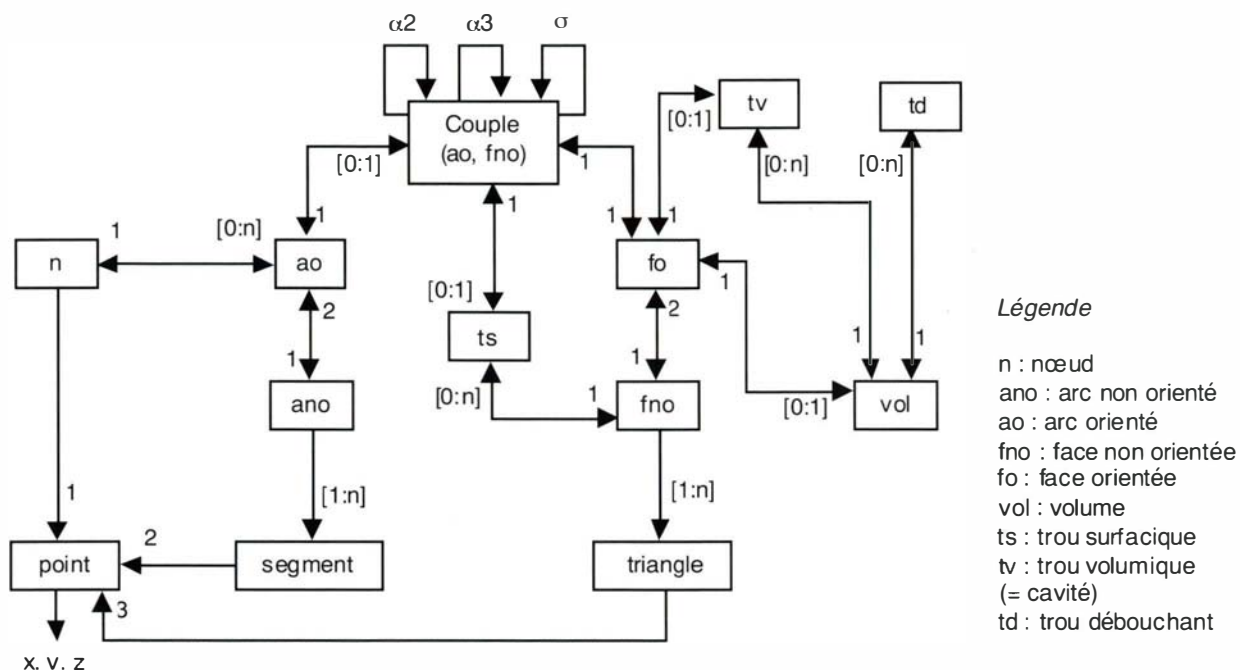 α2 α3 σ
Couple
(ao, fno)
tv
td
[0:1]
[0:1]
1
[0:n]
[0:n]
1
1
1
1
1
[0:n]
n
ao
fo
1
2
[0:1]
2
ts
1
1
1
1
ano
[0:n]
1
fno
[0:1]
vol
1
[1:n]
[1:n]
point
2
segment
triangle
3
x. v. z
Légende
n : nœud
ano : arc non orienté
ao : arc orienté
fno : face non orientée
fo : face orientée
vol : volume
ts : trou surfacique
tv : trou volumique
(= cavité)
td : trou débouchant